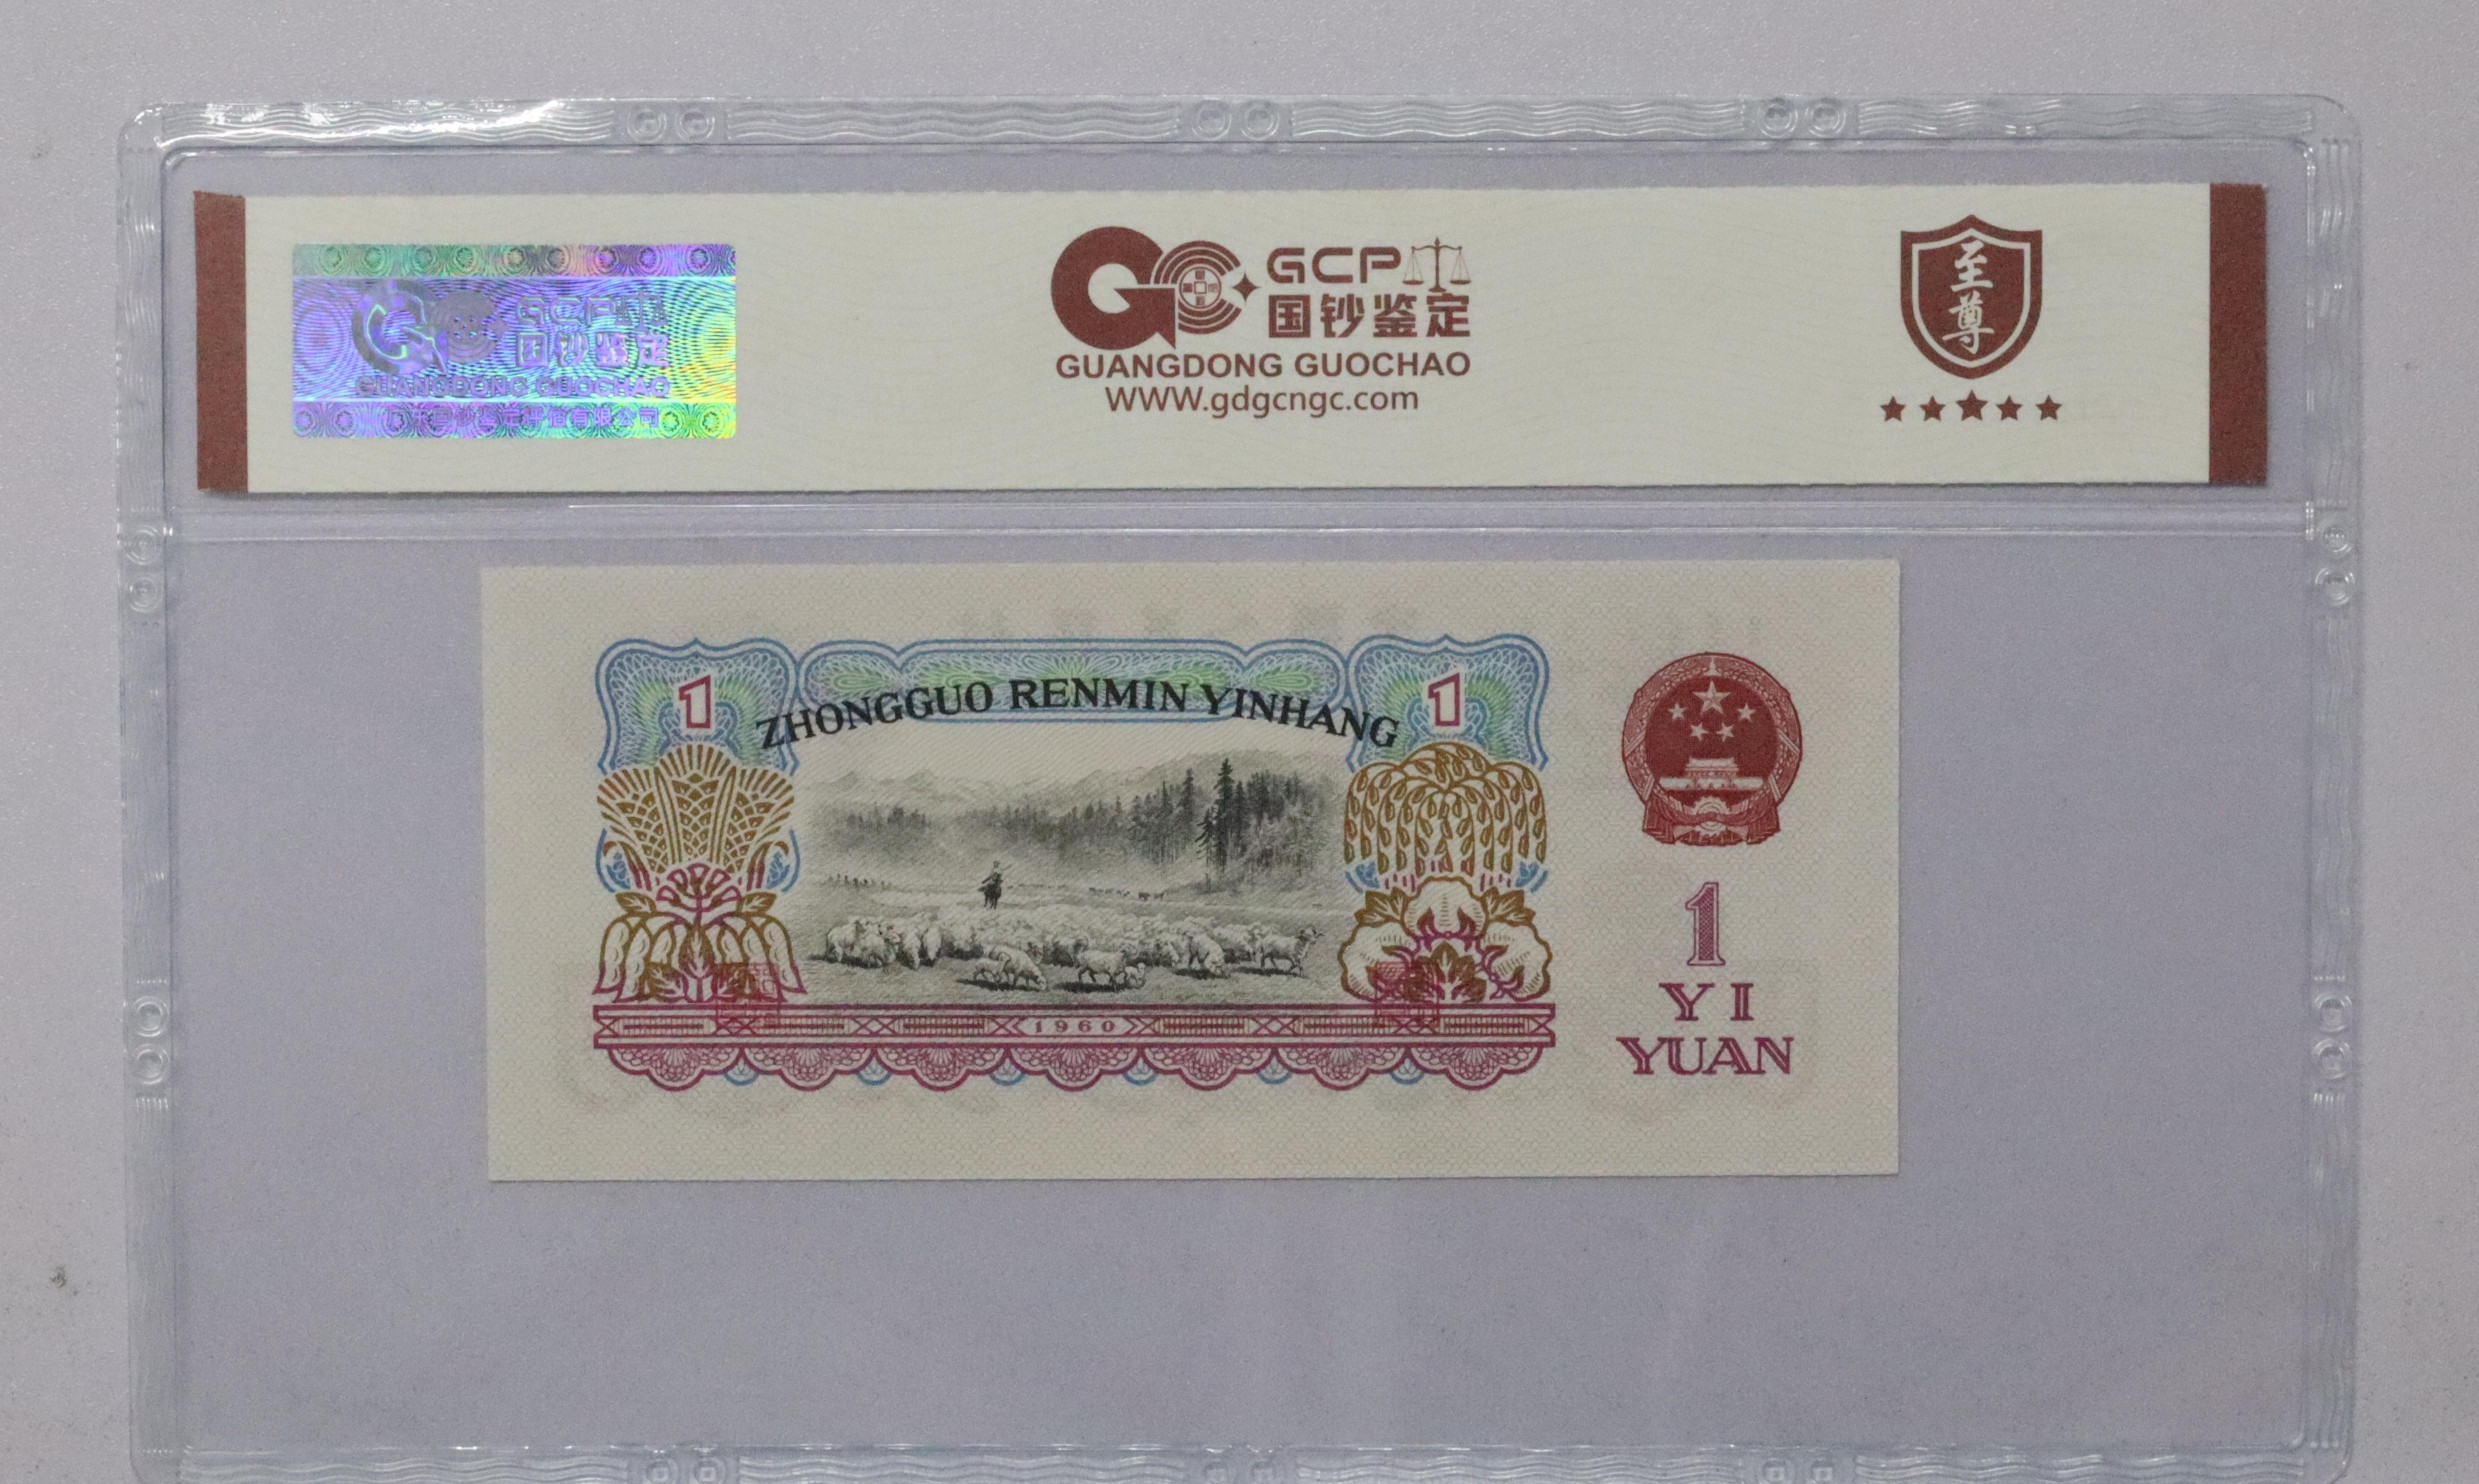 GCP
国钞鉴定
GUANGDONG GUOCHAO
GCP
国钞鉴定
GUANGDONG GUOCHAO
WWW.gdgcngc.com
至尊
1
ZHONGGUO RENMIN YINHANG
1
1960
1
YI
YUAN